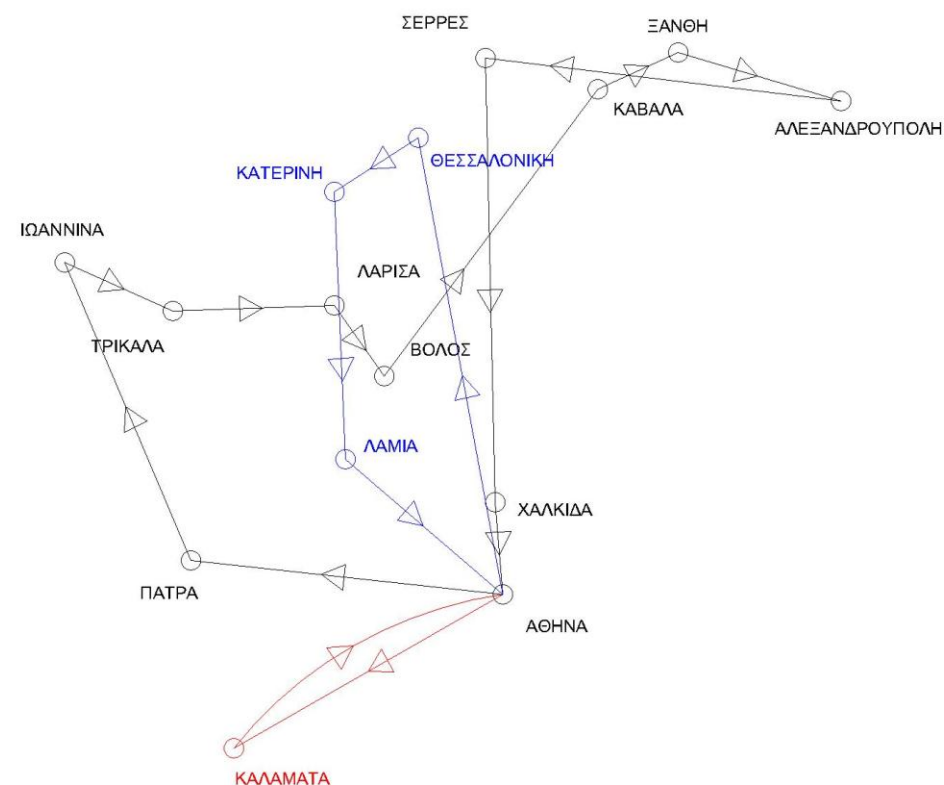 ΣΕΡΡΕΣ
ΞΑΝΘΗ
ΚΑΒΑΛΑ
ΑΛΕΞΑΝΔΡΟΥΠΟΛΗ
ΘΕΣΣΑΛΟΝΙΚΗ
ΚΑΤΕΡΙΝΗ
ΙΩΑΝΝΙΝΑ
ΛΑΡΙΣΑ
ΤΡΙΚΑΛΑ
ΒΟΛΟΣ
ΛΑΜΙΑ
ΧΑΛΚΙΔΑ
ΠΑΤΡΑ
ΑΘΗΝΑ
ΚΑΛΑΜΑΤΑ